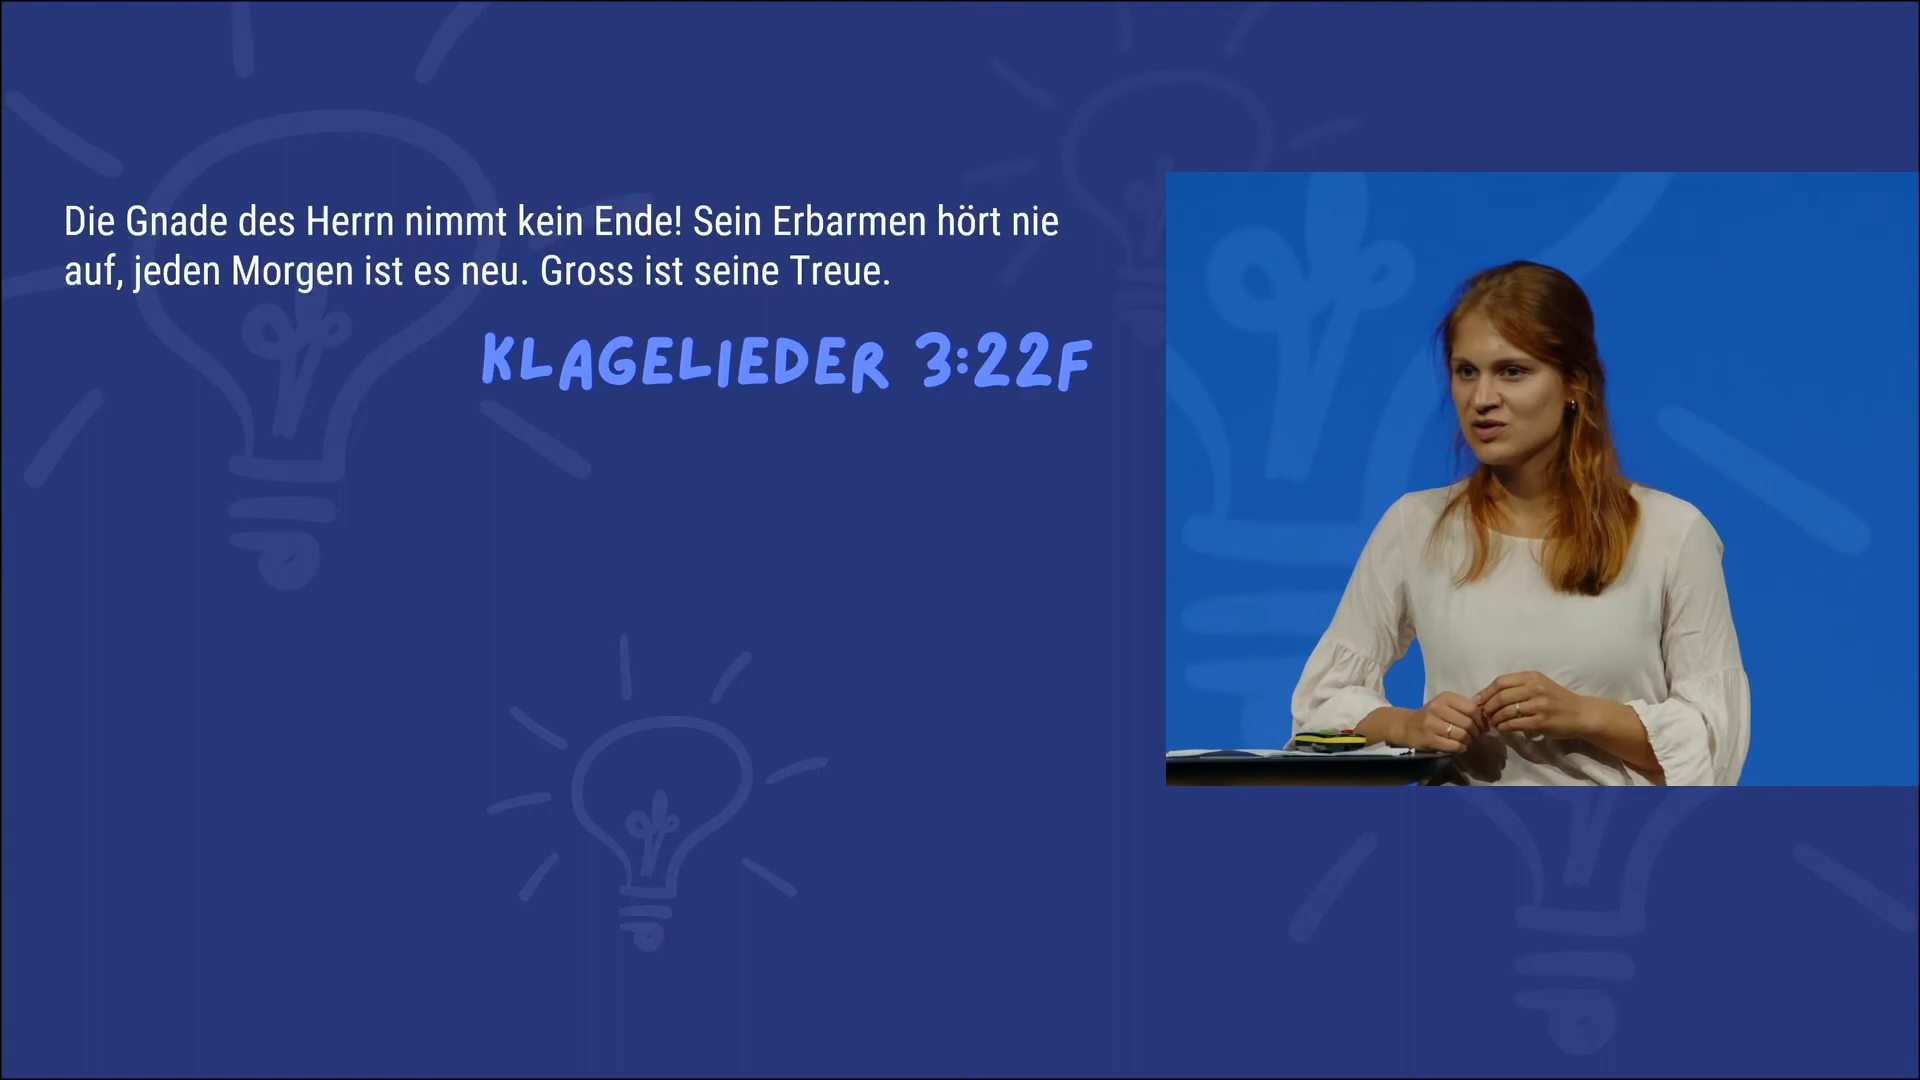 Die Gnade des Herrn nimmt kein Ende! Sein Erbarmen hört nie
auf, jeden Morgen ist es neu. Gross ist seine Treue.
KLAGELIEDER 3:22F